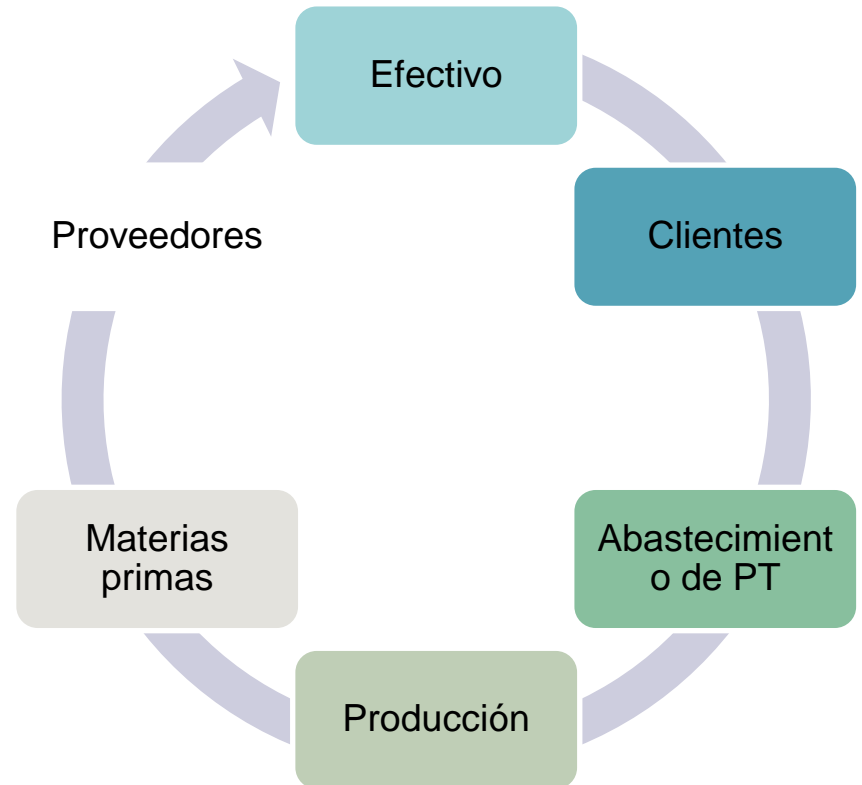 Efectivo
Clientes
Abastecimient
o de PT
Producción
Materias
primas
Proveedores